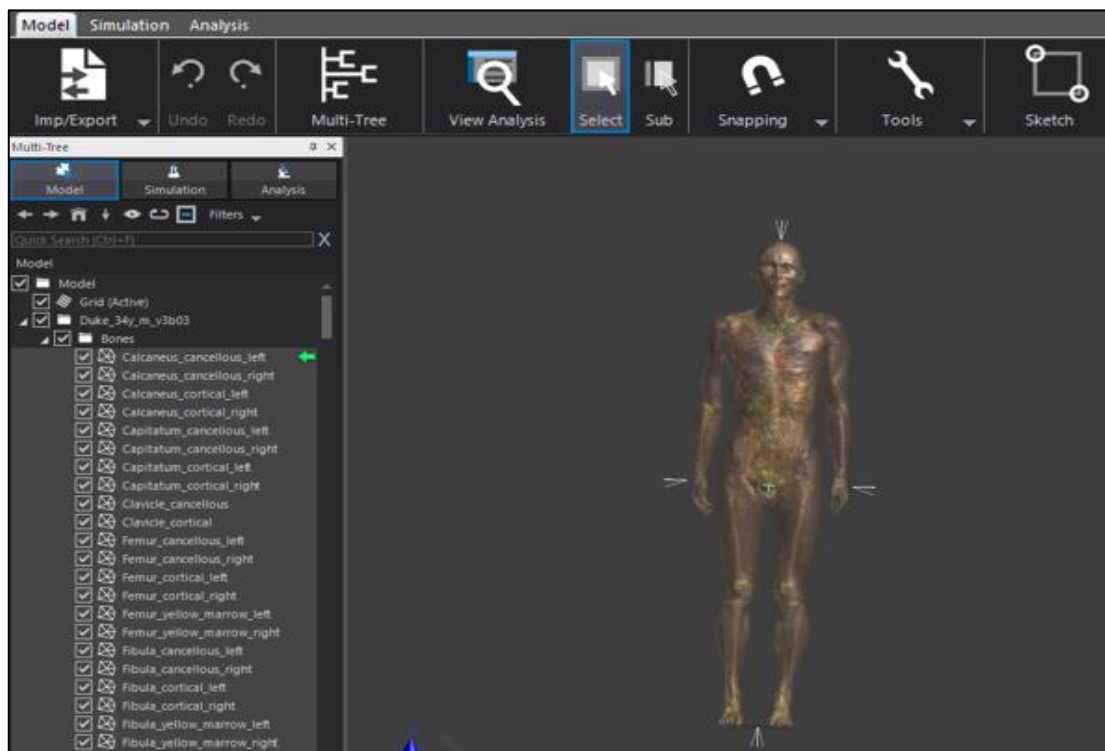 Model Simulation Analysis
Imp/Export Undo Redo Multi-Tree View Analysis Select Sub Snapping Tools Sketch
Multi-Tree
Model Simulation Analysis
Filters
Quick Search (Ctrl+F) X
Model
Model
Grid (Active)
Duke_34y_m_v3b03
Bones
Calcaneus_cancellous_left
Calcaneus_cancellous_right
Calcaneus_cortical_left
Calcaneus_cortical_right
Capitatum_cancellous_left
Capitatum_cancellous_right
Capitatum_cortical_left
Capitatum_cortical_right
Clavicle_cancellous
Clavicle_cortical
Femur_cancellous_left
Femur_cancellous_right
Femur_cortical_left
Femur_cortical_right
Femur_yellow_marrow_left
Femur_yellow_marrow_right
Fibula_cancellous_left
Fibula_cancellous_right
Fibula_cortical_left
Fibula_cortical_right
Fibula_yellow_marrow_left
Fibula_yellow_marrow_right